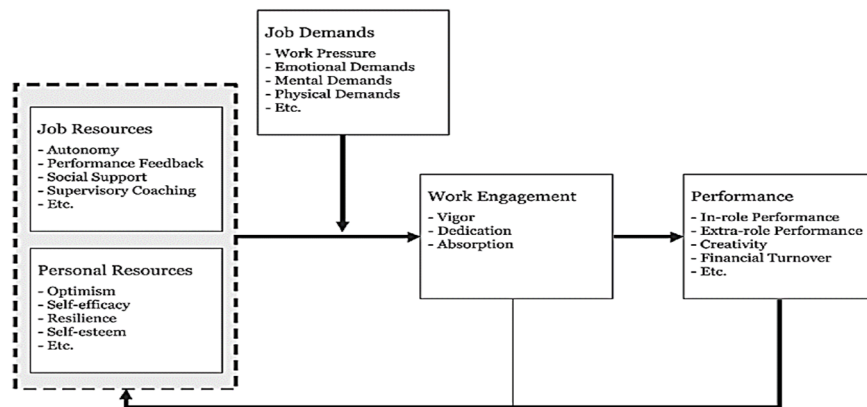 Job Demands
- Work Pressure
- Emotional Demands
- Mental Demands
- Physical Demands
- Etc.
Job Resources
- Autonomy
- Performance Feedback
- Social Support
- Supervisory Coaching
- Etc.
Personal Resources
- Optimism
- Self-efficacy
- Resilience
- Self-esteem
- Etc.
Work Engagement
- Vigor
- Dedication
- Absorption
Performance
- In-role Performance
- Extra-role Performance
- Creativity
- Financial Turnover
- Etc.